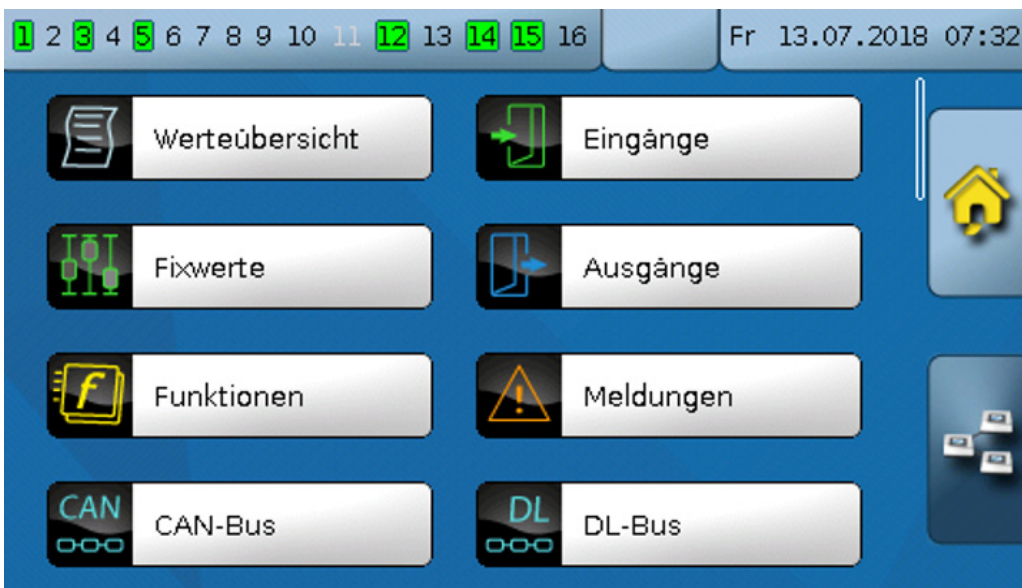 1 2 3 4 5 6 7 8 9 10 11 12 13 14 15 16 Fr 13.07.2018 07:32
Werteübersicht
Eingänge
Fixwerte
Ausgänge
f
Funktionen
!
Meldungen
CAN
CAN-Bus
DL
DL-Bus